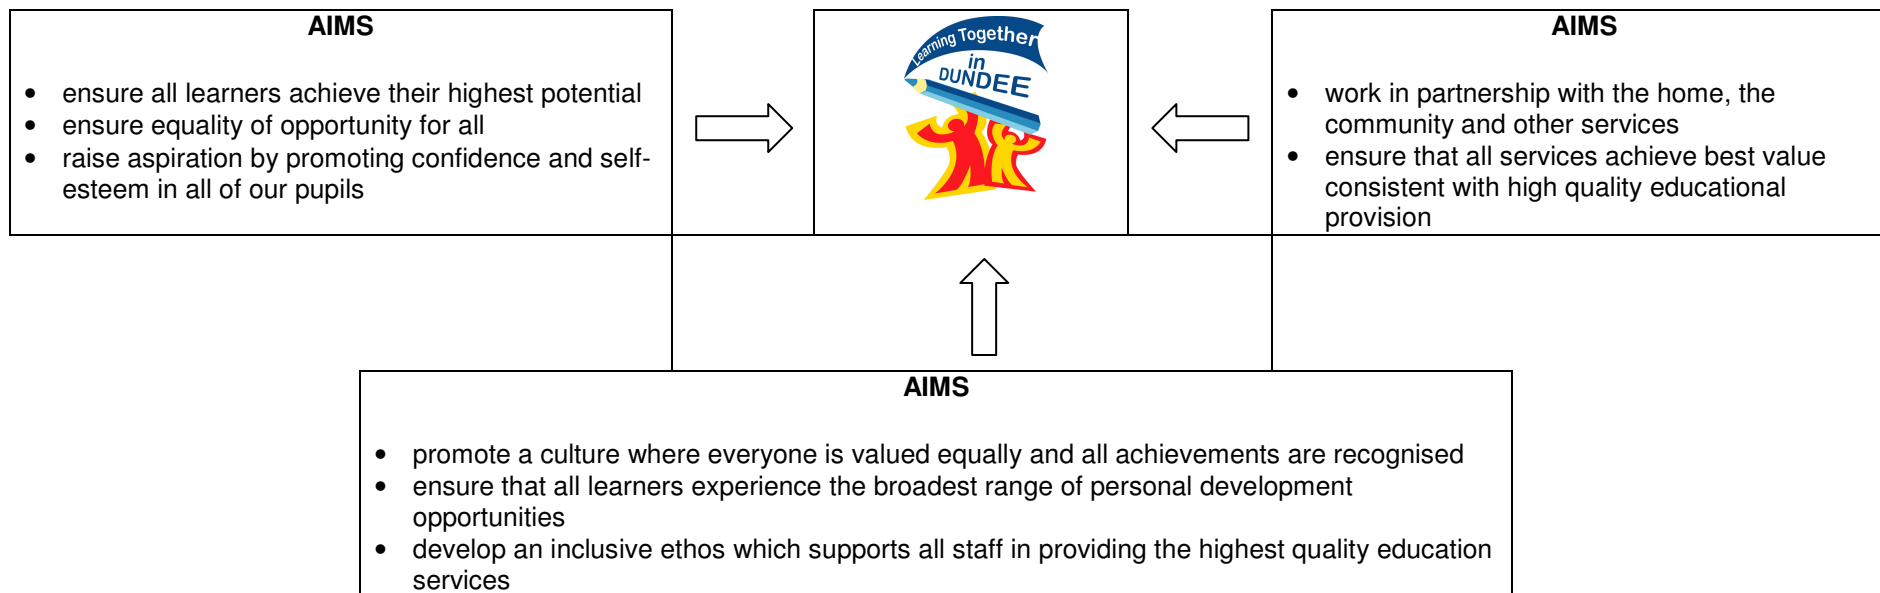 AIMS
• ensure all learners achieve their highest potential
• ensure equality of opportunity for all
• raise aspiration by promoting confidence and self-
esteem in all of our pupils
Learning Together
in
DUNDEE
AIMS
• work in partnership with the home, the
community and other services
• ensure that all services achieve best value
consistent with high quality educational
provision
AIMS
• promote a culture where everyone is valued equally and all achievements are recognised
• ensure that all learners experience the broadest range of personal development
opportunities
• develop an inclusive ethos which supports all staff in providing the highest quality education
services